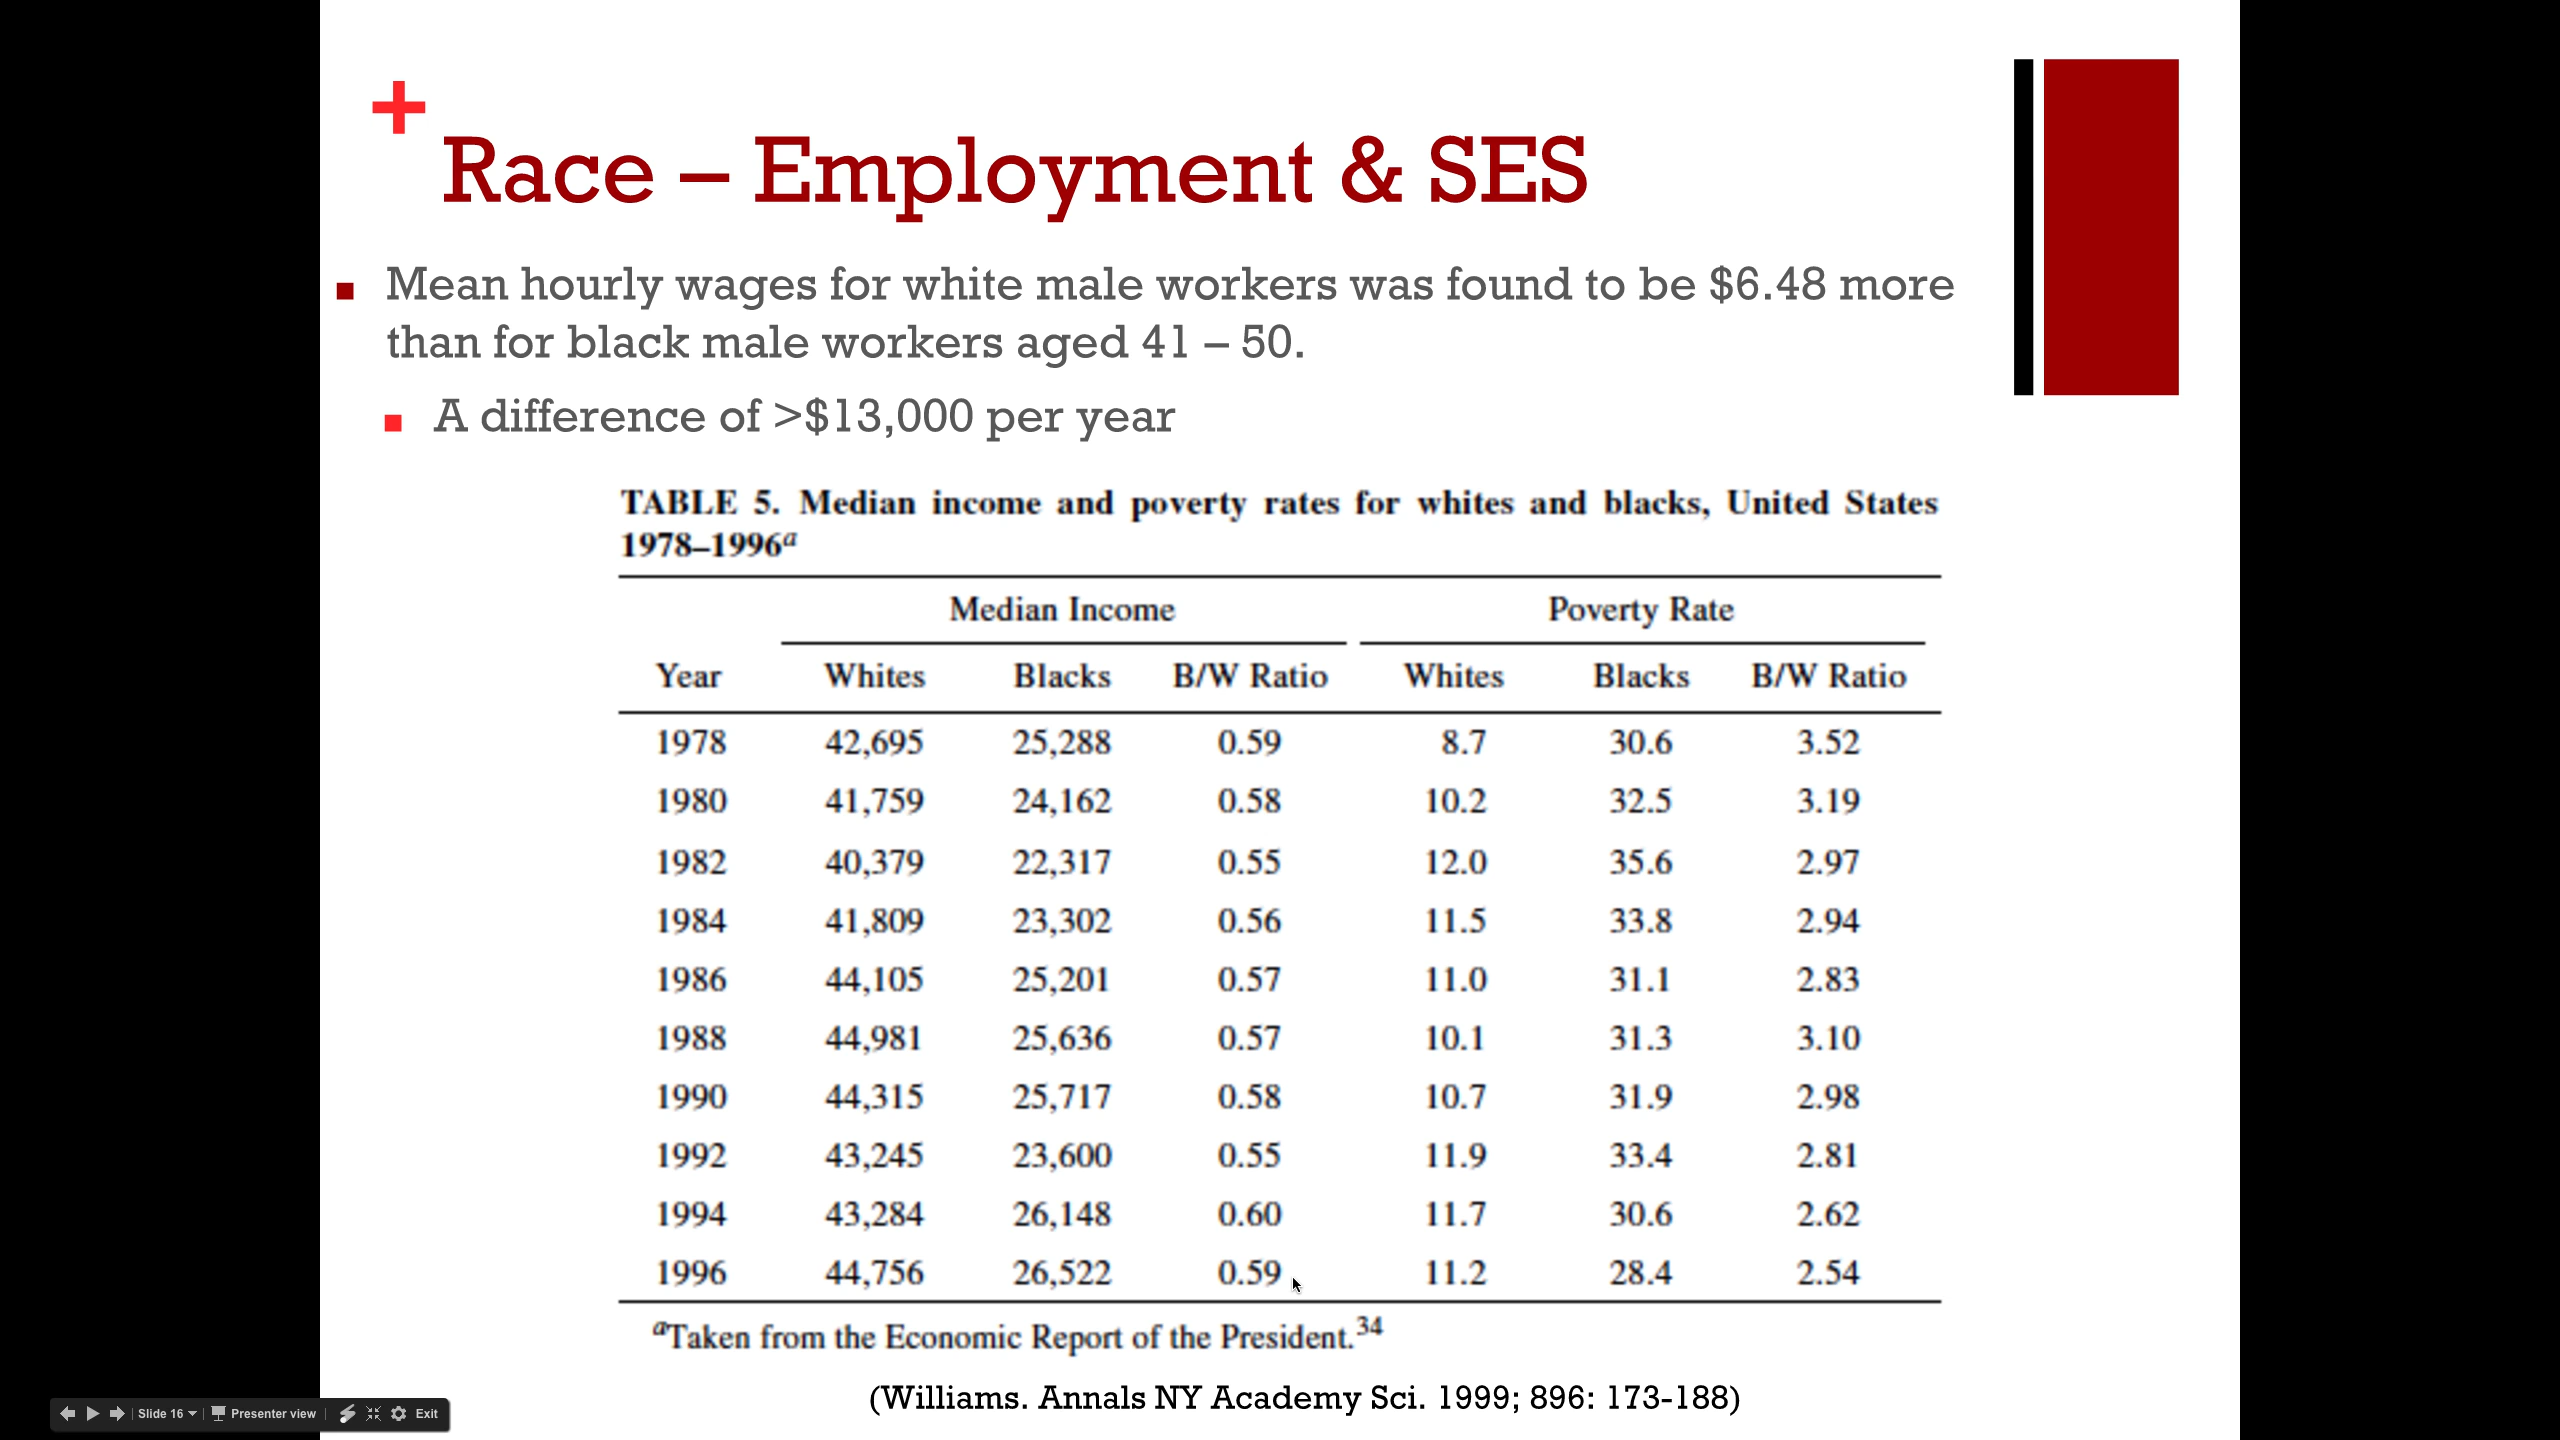 +
Race – Employment & SES
▪ Mean hourly wages for white male workers was found to be $6.48 more
than for black male workers aged 41 – 50.
▪ A difference of >$13,000 per year
TABLE 5. Median income and poverty rates for whites and blacks, United States
1978–1996a
Median Income Poverty Rate
Year Whites Blacks B/W Ratio Whites Blacks B/W Ratio
1978 42,695 25,288 0.59 8.7 30.6 3.52
1980 41,759 24,162 0.58 10.2 32.5 3.19
1982 40,379 22,317 0.55 12.0 35.6 2.97
1984 41,809 23,302 0.56 11.5 33.8 2.94
1986 44,105 25,201 0.57 11.0 31.1 2.83
1988 44,981 25,636 0.57 10.1 31.3 3.10
1990 44,315 25,717 0.58 10.7 31.9 2.98
1992 43,245 23,600 0.55 11.9 33.4 2.81
1994 43,284 26,148 0.60 11.7 30.6 2.62
1996 44,756 26,522 0.59 11.2 28.4 2.54
aTaken from the Economic Report of the President.34
(Williams. Annals NY Academy Sci. 1999; 896: 173-188)
Slide 16 Presenter view Exit